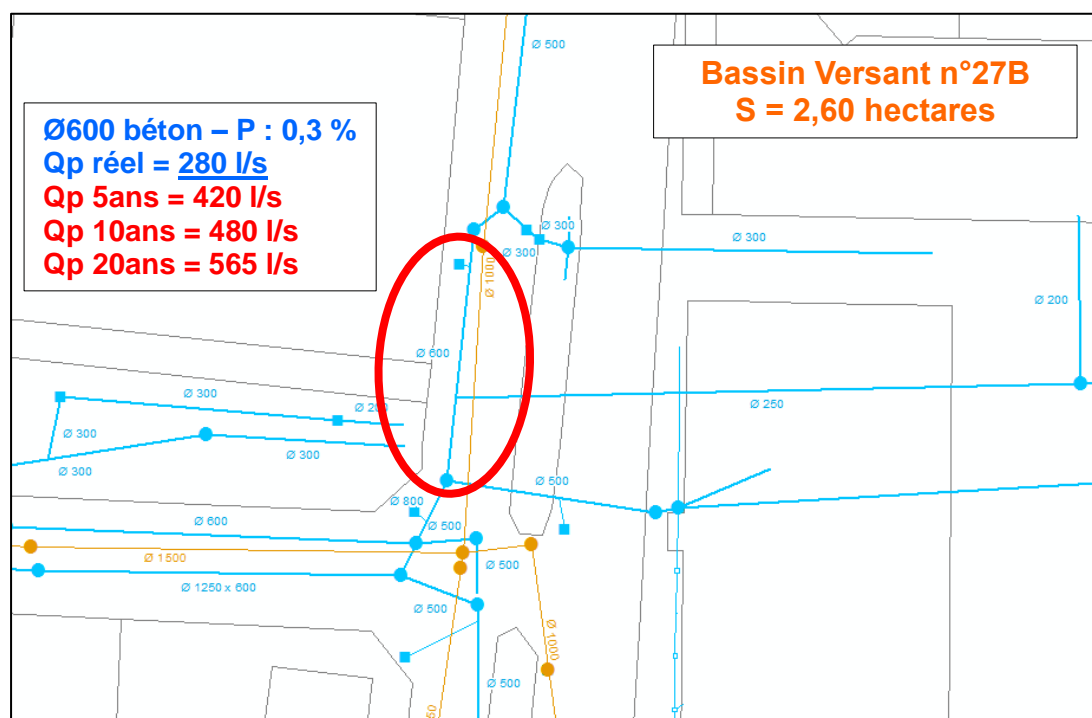 Ø 500
Bassin Versant n°27B
S = 2,60 hectares
Ø600 béton – P : 0,3 %
Qp réel = 280 l/s
Qp 5ans = 420 l/s
Qp 10ans = 480 l/s
Qp 20ans = 565 l/s
Ø 300
Ø 300
Ø 300
Ø 1000
Ø 200
Ø 600
Ø 300
Ø 200
Ø 250
Ø 300
Ø 300
Ø 300
Ø 500
Ø 800
Ø 600
Ø 500
Ø 1500
Ø 500
Ø 1250 x 600
Ø 500
Ø 1000
Ø 500